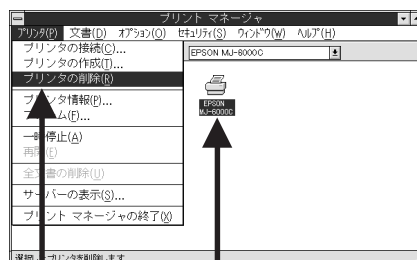 プリント マネージャ
プリンタ(P) 文書(D) オプション(O) セキュリティ(S) ウィンドウ(W) ヘルプ(H)
プリンタの接続(C)...
プリンタの作成(T)...
プリンタの削除(R)
プリンタ情報(P)...
ム(F)...
停止(A)
再開(E)
全文書の削除(U)
サーバーの表示(S)...
プリント マネージャの終了(X)
EPSON MJ-6000C
EPSON
MJ-6000C
選択 プリンタを削除します